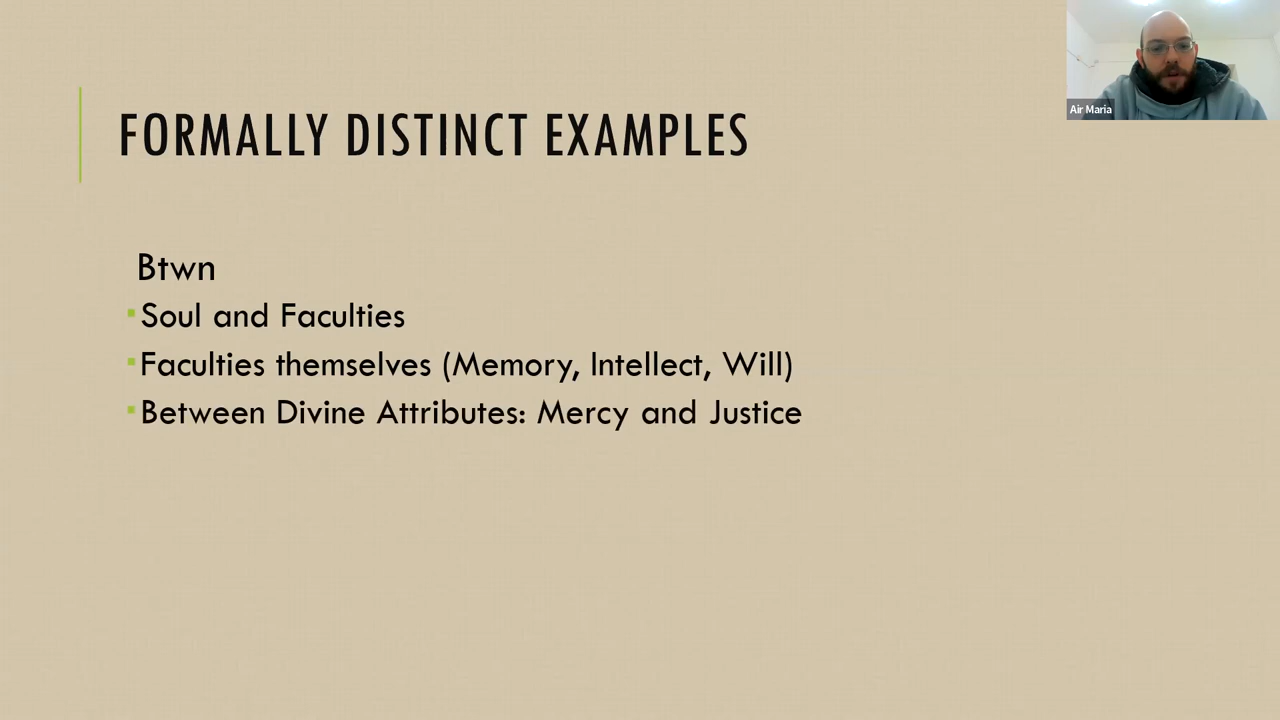 FORMALLY DISTINCT EXAMPLES
Air Maria
Btwn
Soul and Faculties
Faculties themselves (Memory, Intellect, Will)
Between Divine Attributes: Mercy and Justice